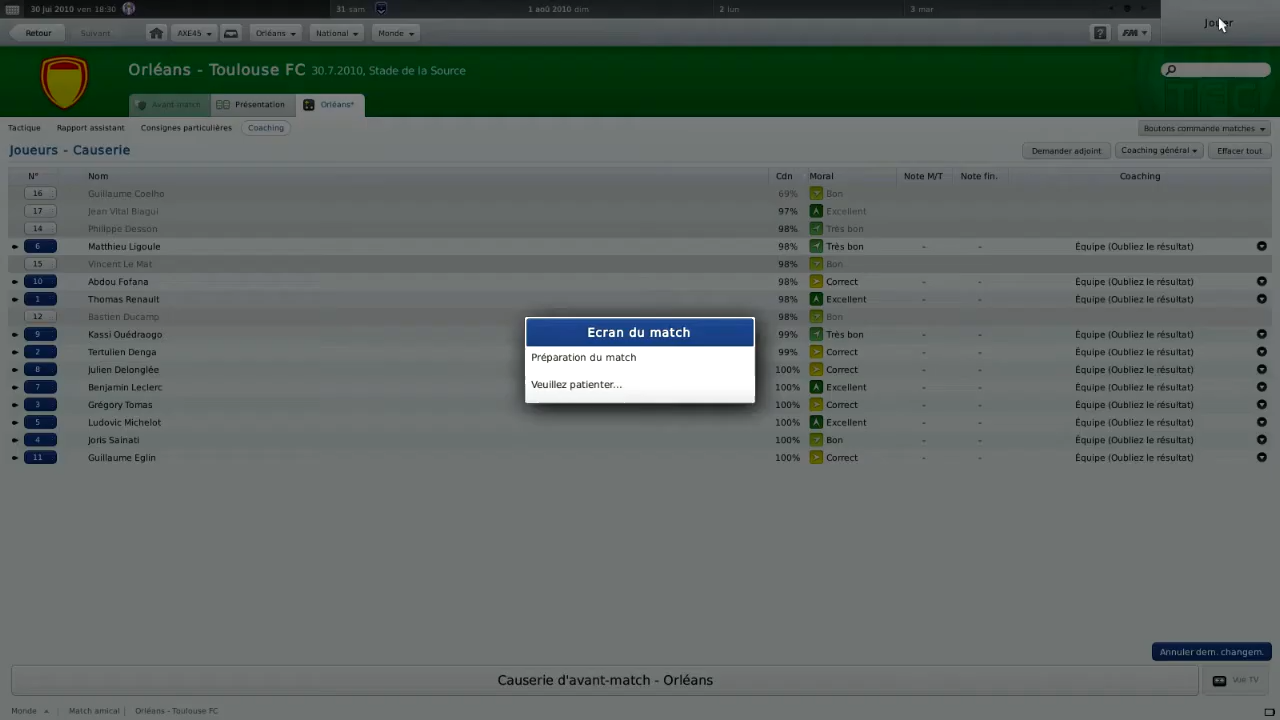 30 Jui 2010 ven 18:30 31 sam. 1 aoû 2010 dim 2 lun 3 mar
Retour Suivant AXE45 Orléans National Monde ? FM Jouer
Orléans - Toulouse FC 30.7.2010, Stade de la Source
TEC
Avant-match Présentation Orléans*
Tactique Rapport assistant Consignes particulières Coaching Boutons commande matches
Joueurs - Causerie Demander adjoint Coaching général Effacer tout
N° Nom Cdn Moral Note M/T Note fin. Coaching
16 Guillaume Coelho 69% Bon
17 Jean Vital Biagui 97% Excellent
14 Philippe Desson 98% Très bon
6 Matthieu Ligoule 98% Très bon - - Équipe (Oubliez le résultat)
15 Vincent Le Mat 98% Bon
10 Abdou Fofana 98% Correct - - Équipe (Oubliez le résultat)
1 Thomas Renault 98% Excellent - - Équipe (Oubliez le résultat)
12 Bastien Ducamp 98% Bon
9 Kassi Ouédraogo 99% Très bon - - Équipe (Oubliez le résultat)
2 Tertulien Denga 99% Correct - - Équipe (Oubliez le résultat)
8 Julien Delonglée 100% Correct - - Équipe (Oubliez le résultat)
7 Benjamin Leclerc 100% Excellent - - Équipe (Oubliez le résultat)
3 Grégory Tomas 100% Correct - - Équipe (Oubliez le résultat)
5 Ludovic Michelot 100% Excellent - - Équipe (Oubliez le résultat)
4 Joris Sainati 100% Bon - - Équipe (Oubliez le résultat)
11 Guillaume Eglin 100% Correct - - Équipe (Oubliez le résultat)
Ecran du match
Préparation du match
Veuillez patienter...
Annuler dern. changem.
Causerie d'avant-match - Orléans Vue TV
Monde Match amical Orléans - Toulouse FC